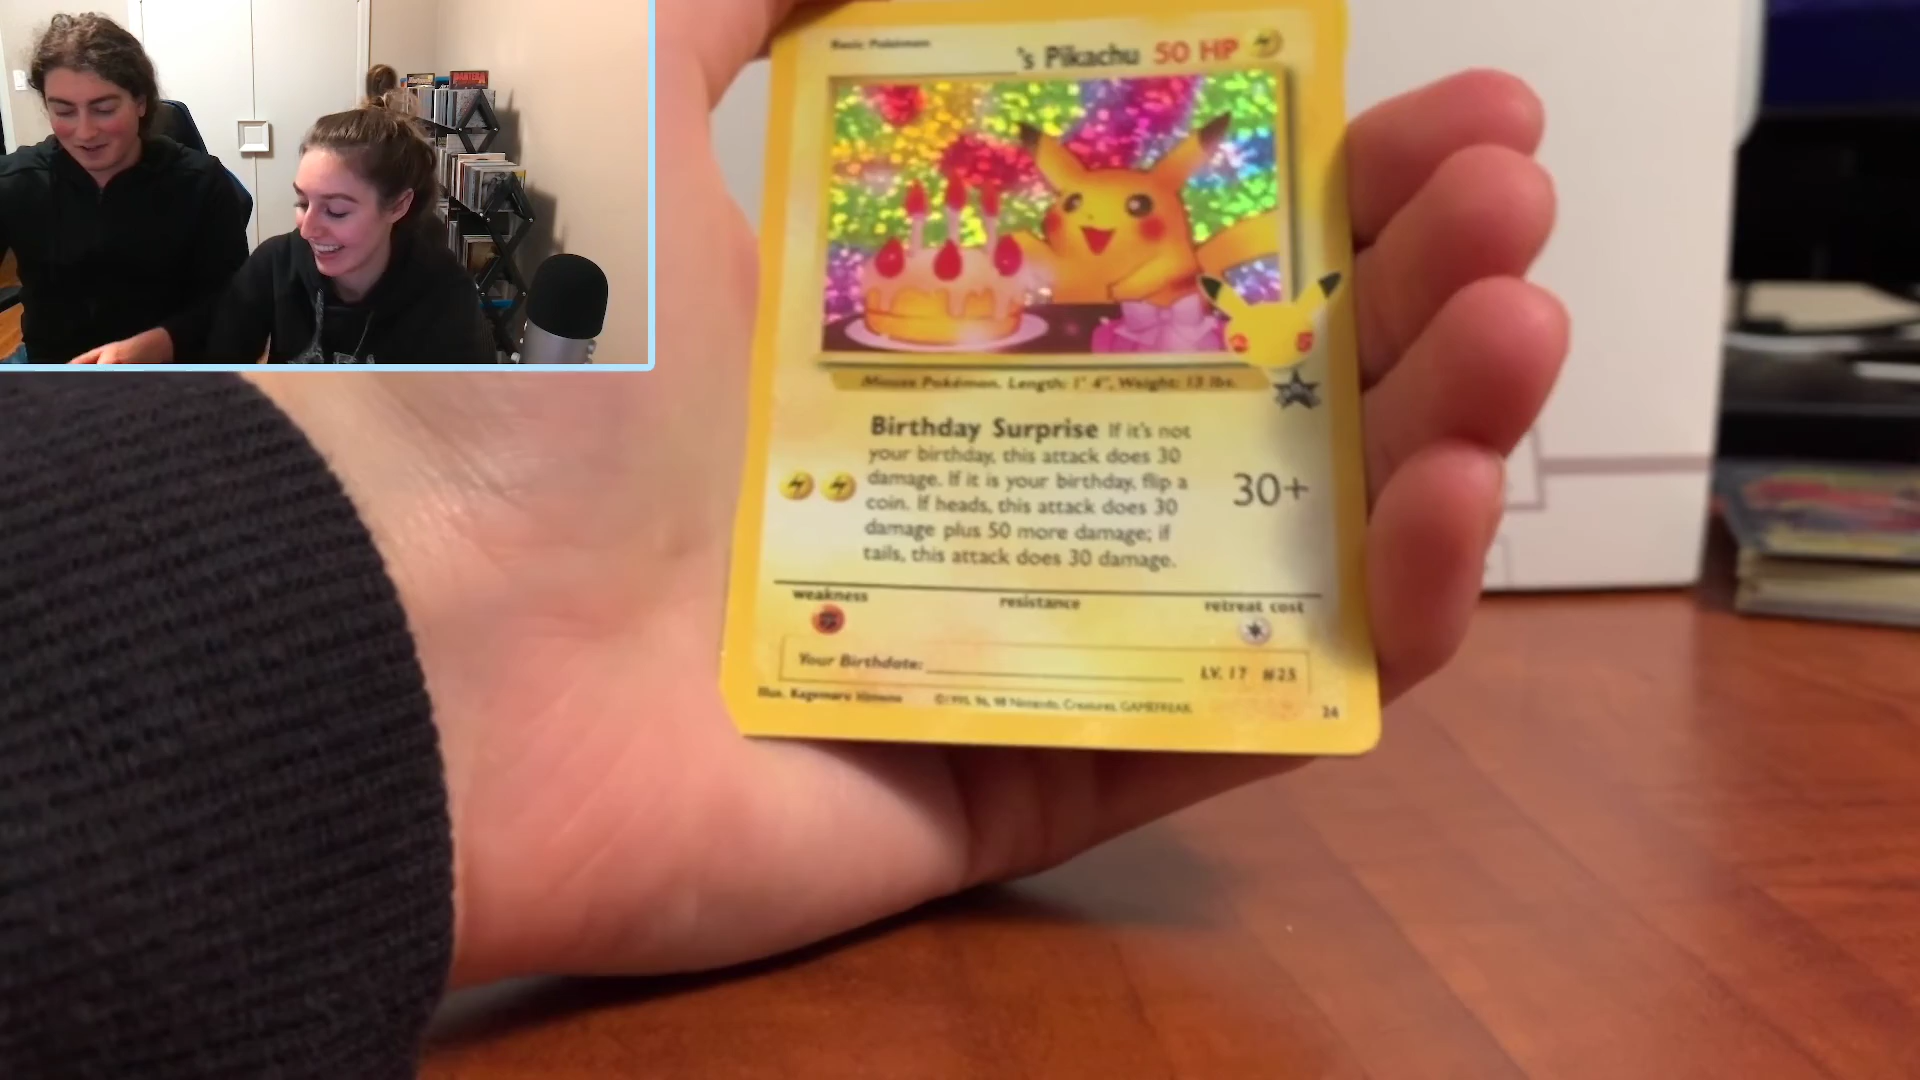 Basic Pokémon
's Pikachu 50 HP
Mouse Pokémon. Length: 1' 4", Weight: 13 lbs.
Birthday Surprise If it's not
your birthday, this attack does 30
damage. If it is your birthday, flip a
coin. If heads, this attack does 30
damage plus 50 more damage; if
tails, this attack does 30 damage.
30+
weakness
resistance
retreat cost
Your Birthdate:
LV. 17 #25
Illus. Kagemaru Himeno
©1995, 96, 98 Nintendo, Creatures, GAMEFREAK.
24
PANTERA